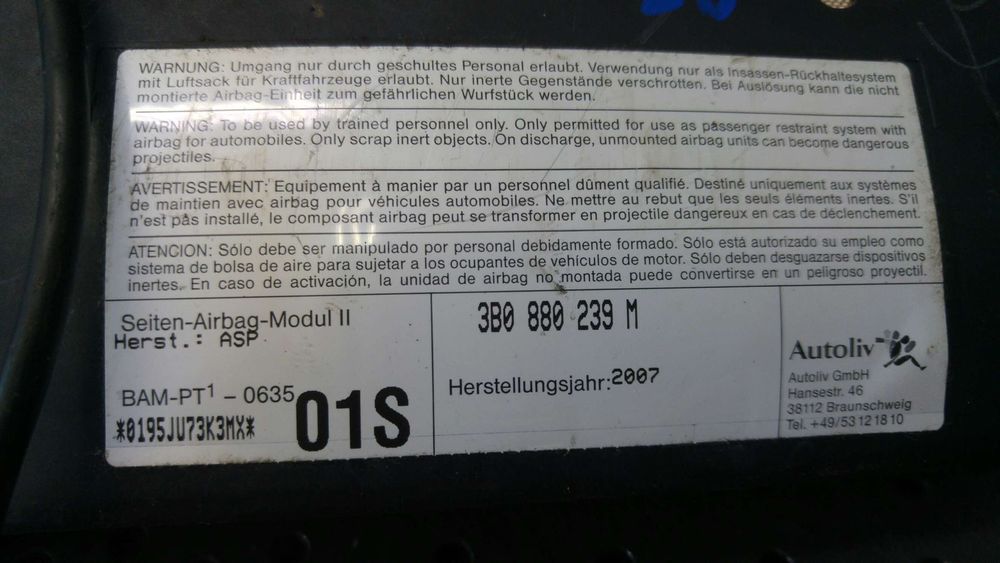 WARNUNG: Umgang nur durch geschultes Personal erlaubt. Verwendung nur als Insassen-Rückhaltesystem
mit Luftsack für Kraftfahrzeuge erlaubt. Nur inerte Gegenstände verschrotten. Bei Auslösung kann die nicht
montierte Airbag-Einheit zum gefährlichen Wurfstück werden.
WARNING: To be used by trained personnel only. Only permitted for use as passenger restraint system with
airbag for automobiles. Only scrap inert objects. On discharge, unmounted airbag units can become dangerous
projectiles.
AVERTISSEMENT: Equipement à manier par un personnel dûment qualifié. Destiné uniquement aux systèmes
de maintien avec airbag pour véhicules automobiles. Ne mettre au rebut que les seuls éléments inertes. S'il
n'est pas installé, le composant airbag peut se transformer en projectile dangereux en cas de déclenchement.
ATENCION: Sólo debe ser manipulado por personal debidamente formado. Sólo está autorizado su empleo como
sistema de bolsa de aire para sujetar a los ocupantes de vehículos de motor. Sólo deben desguazarse dispositivos
inertes. En caso de activación, la unidad de airbag no montada puede convertirse en un peligroso proyectil.
Seiten-Airbag-Modul II
Herst.: ASP
BAM-PT1 - 0635
*0195JU73K3MX*
01S
3B0 880 239 M
Herstellungsjahr:2007
Autoliv
Autoliv GmbH
Hansestr. 46
38112 Braunschweig
Tel. +49/53 12 18 10